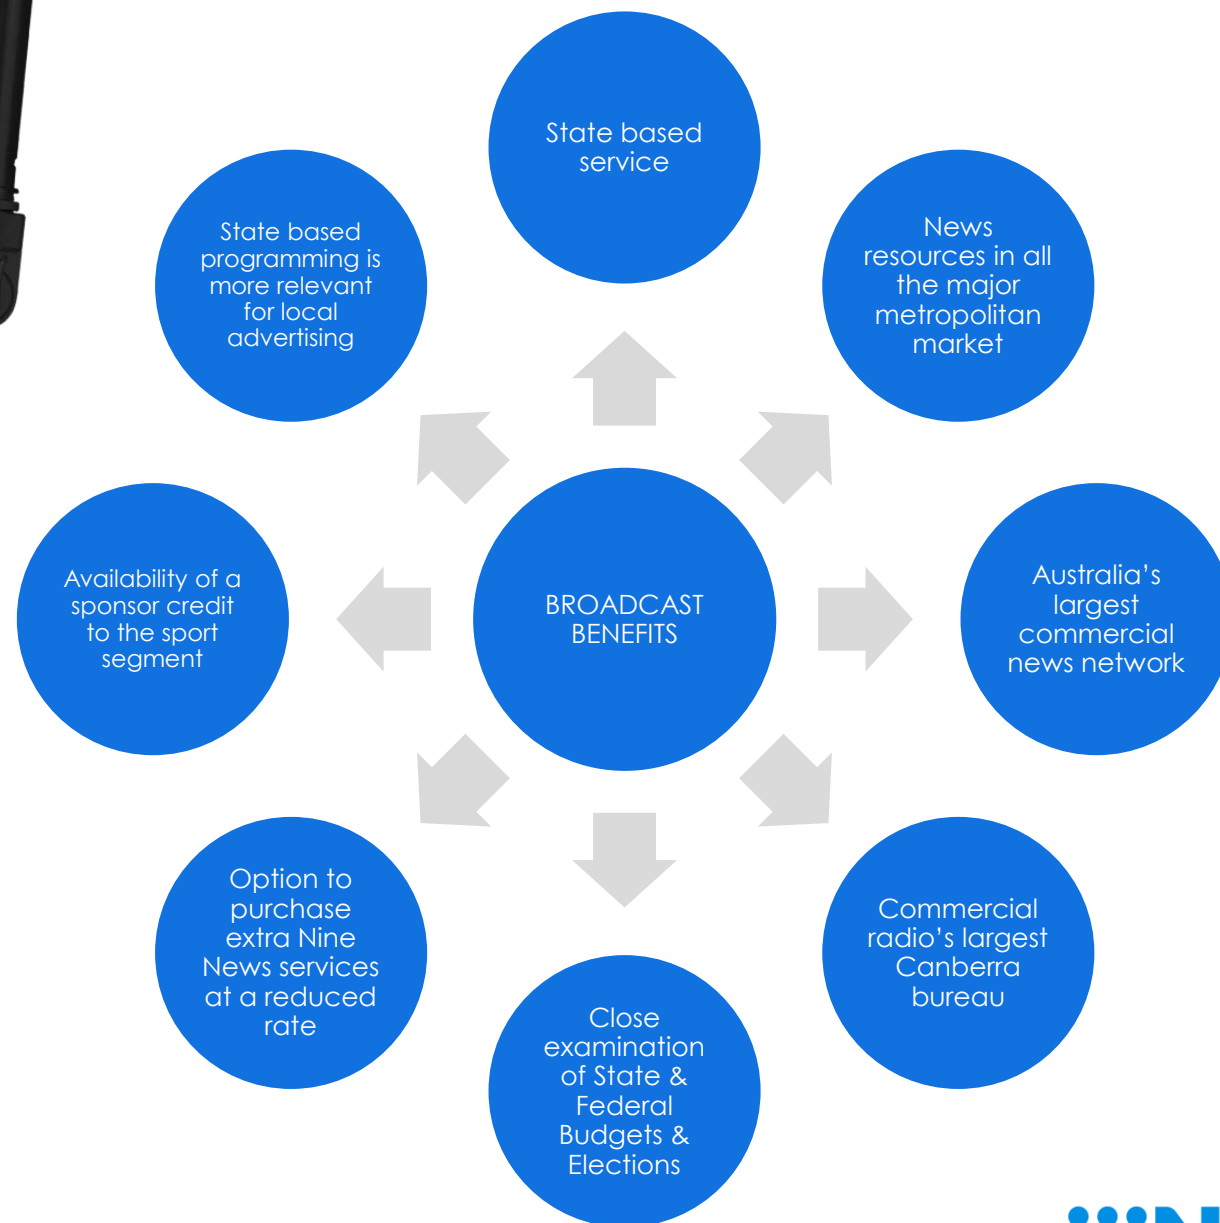 State based
service
News
resources in all
the major
metropolitan
market
Australia's
largest
commercial
news network
Commercial
radio's largest
Canberra
bureau
Close
examination
of State &
Federal
Budgets &
Elections
Option to
purchase
extra Nine
News services
at a reduced
rate
Availability of a
sponsor credit
to the sport
segment
State based
programming is
more relevant
for local
advertising
BROADCAST
BENEFITS